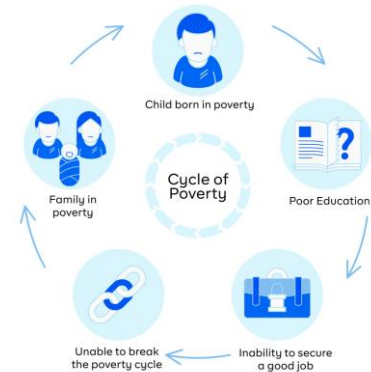 Child born in poverty
Cycle of
Poverty
?
Poor Education
Inability to secure
a good job
Unable to break
the poverty cycle
Family in
poverty